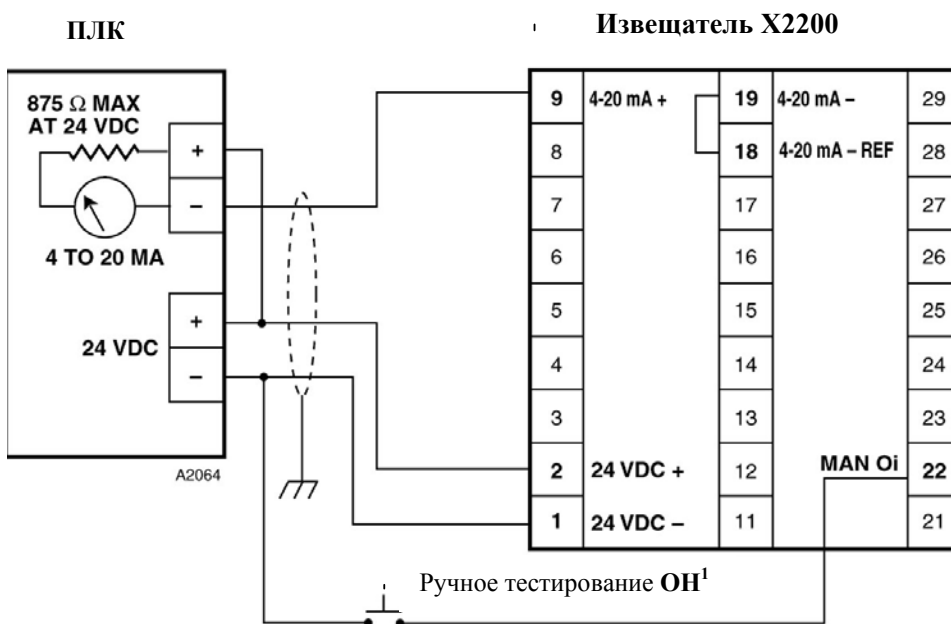 ПЛК
Извещатель X2200
875 Ω MAX
AT 24 VDC
+
–
4 TO 20 MA
+
24 VDC
–
A2064
9 4-20 mA + 19 4-20 mA – 29
8 18 4-20 mA – REF 28
7 17 27
6 16 26
5 15 25
4 14 24
3 13 23
2 24 VDC + 12 MAN Oi 22
1 24 VDC – 11 21
Ручное тестирование ОН¹